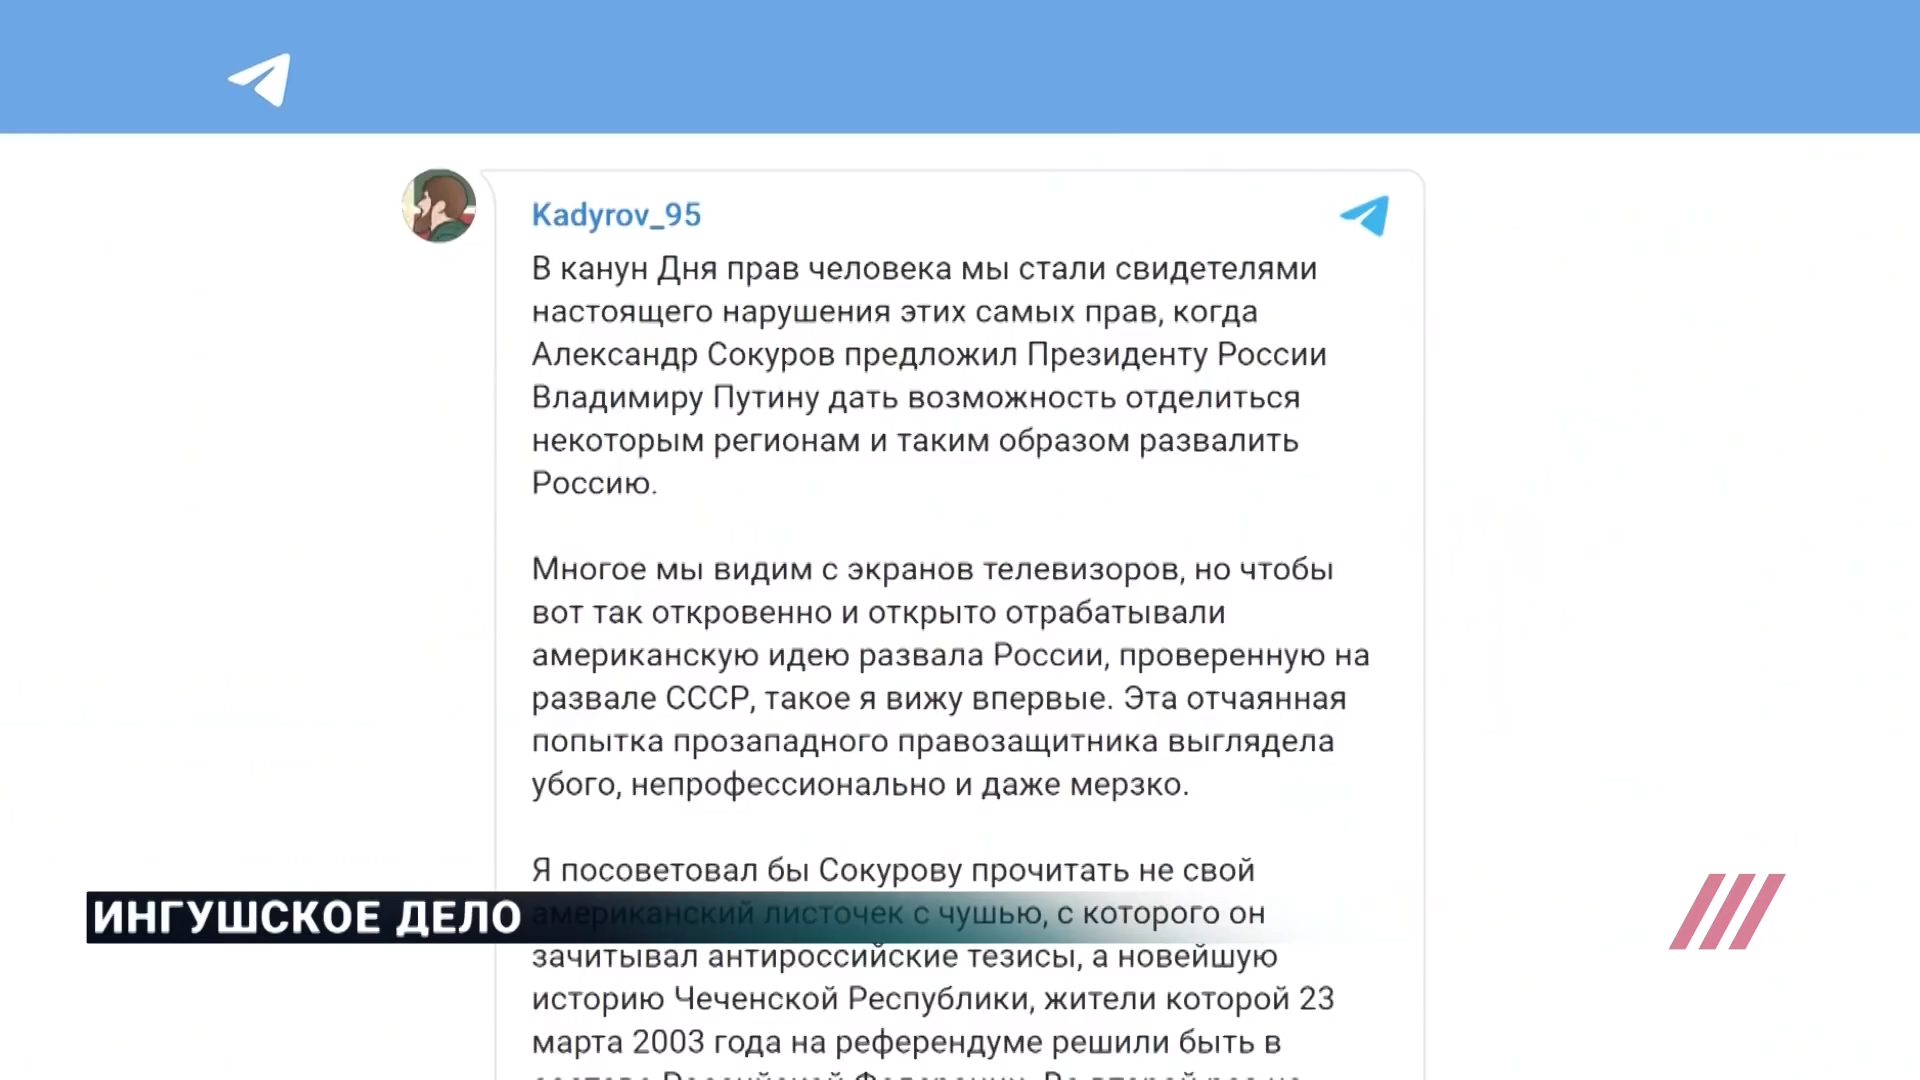 Kadyrov_95
В канун Дня прав человека мы стали свидетелями
настоящего нарушения этих самых прав, когда
Александр Сокуров предложил Президенту России
Владимиру Путину дать возможность отделиться
некоторым регионам и таким образом развалить
Россию.
Многое мы видим с экранов телевизоров, но чтобы
вот так откровенно и открыто отрабатывали
американскую идею развала России, проверенную на
развале СССР, такое я вижу впервые. Эта отчаянная
попытка прозападного правозащитника выглядела
убого, непрофессионально и даже мерзко.
Я посоветовал бы Сокурову прочитать не свой
американский листочек с чушью, с которого он
зачитывал антироссийские тезисы, а новейшую
историю Чеченской Республики, жители которой 23
марта 2003 года на референдуме решили быть в
ИНГУШСКОЕ ДЕЛО